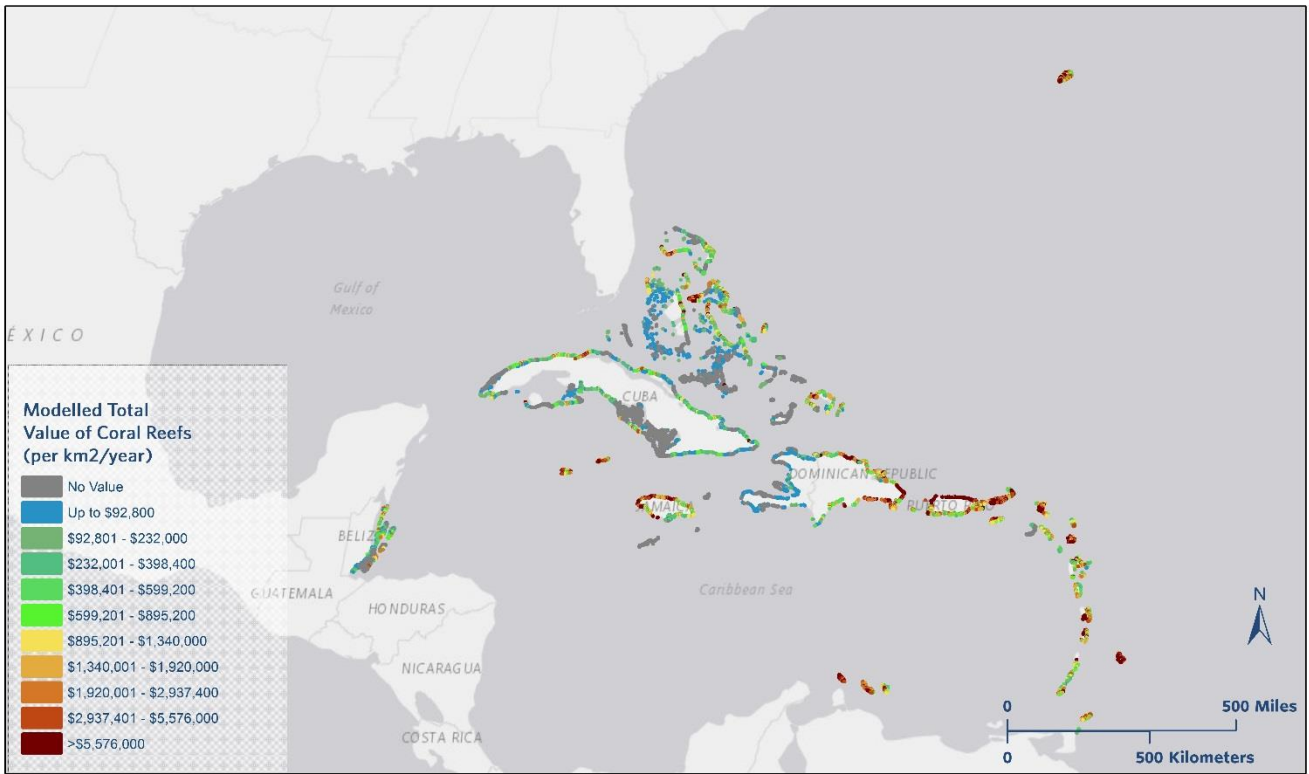 Gulf of
Mexico
ÉXICO
CUBA
DOMINICAN REPUBLIC
JAMAICA
PUERTO RICO
BELIZ
GUATEMALA
HONDURAS
Caribbean Sea
NICARAGUA
COSTA RICA
Modelled Total
Value of Coral Reefs
(per km2/year)
No Value
Up to $92,800
$92,801 - $232,000
$232,001 - $398,400
$398,401 - $599,200
$599,201 - $895,200
$895,201 - $1,340,000
$1,340,001 - $1,920,000
$1,920,001 - $2,937,400
$2,937,401 - $5,576,000
>$5,576,000
N
0 500 Miles
0 500 Kilometers